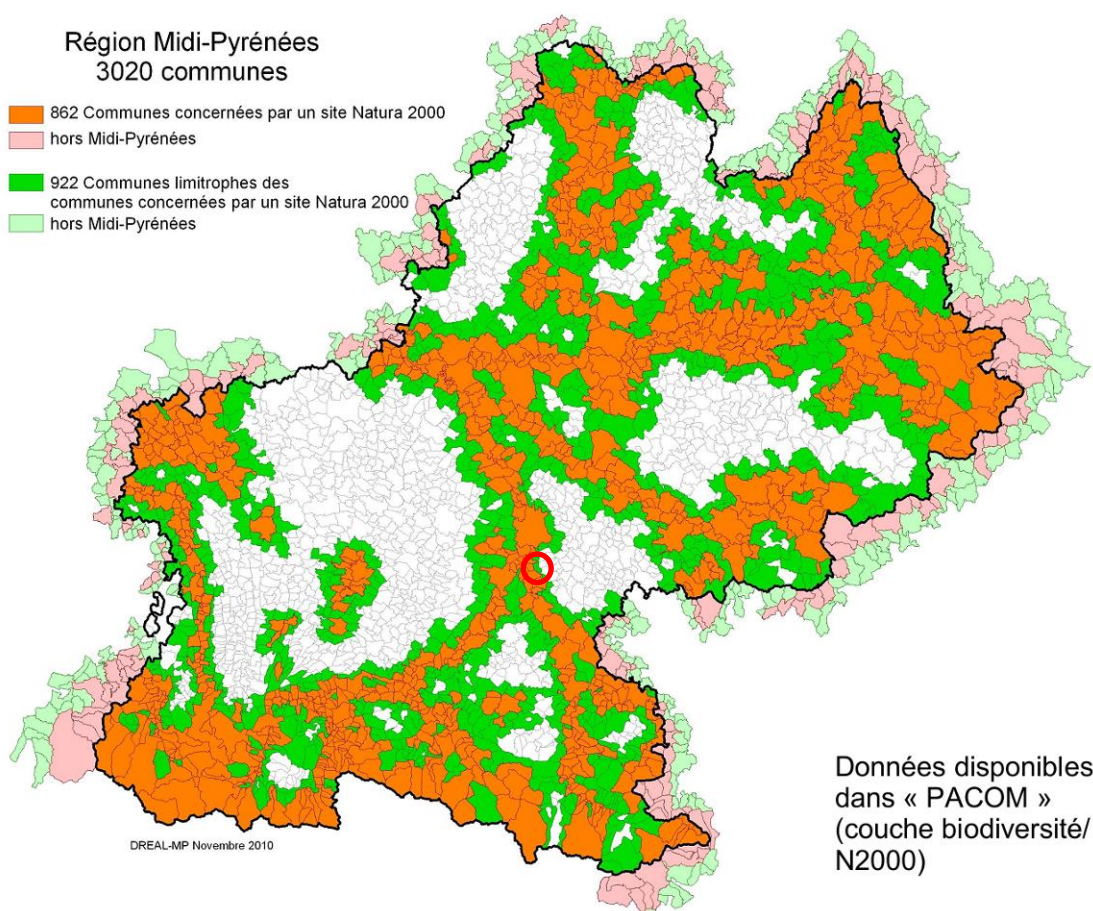 Région Midi-Pyrénées
3020 communes
862 Communes concernées par un site Natura 2000
hors Midi-Pyrénées
922 Communes limitrophes des
communes concernées par un site Natura 2000
hors Midi-Pyrénées
DREAL-MP Novembre 2010
Données disponibles
dans « PACOM »
(couche biodiversité/
N2000)